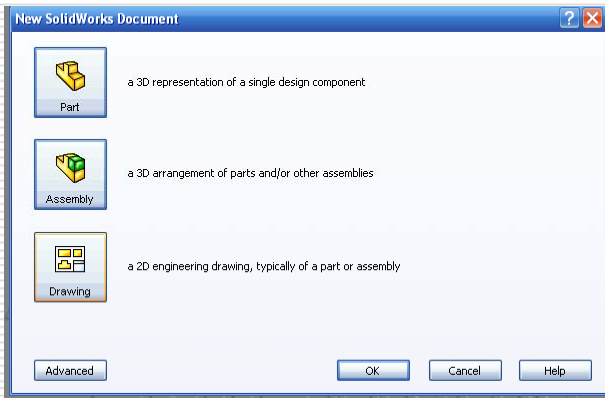 New SolidWorks Document
Part
a 3D representation of a single design component
Assembly
a 3D arrangement of parts and/or other assemblies
Drawing
a 2D engineering drawing, typically of a part or assembly
Advanced
OK
Cancel
Help